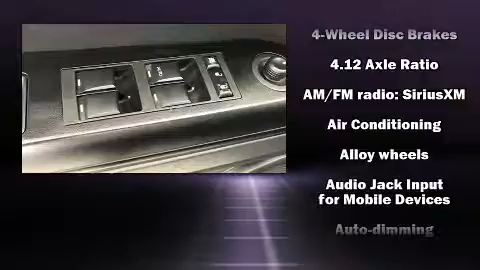 4-Wheel Disc Brakes
4.12 Axle Ratio
AM/FM radio: SiriusXM
Air Conditioning
Alloy wheels
Audio Jack Input
for Mobile Devices
Auto-dimming